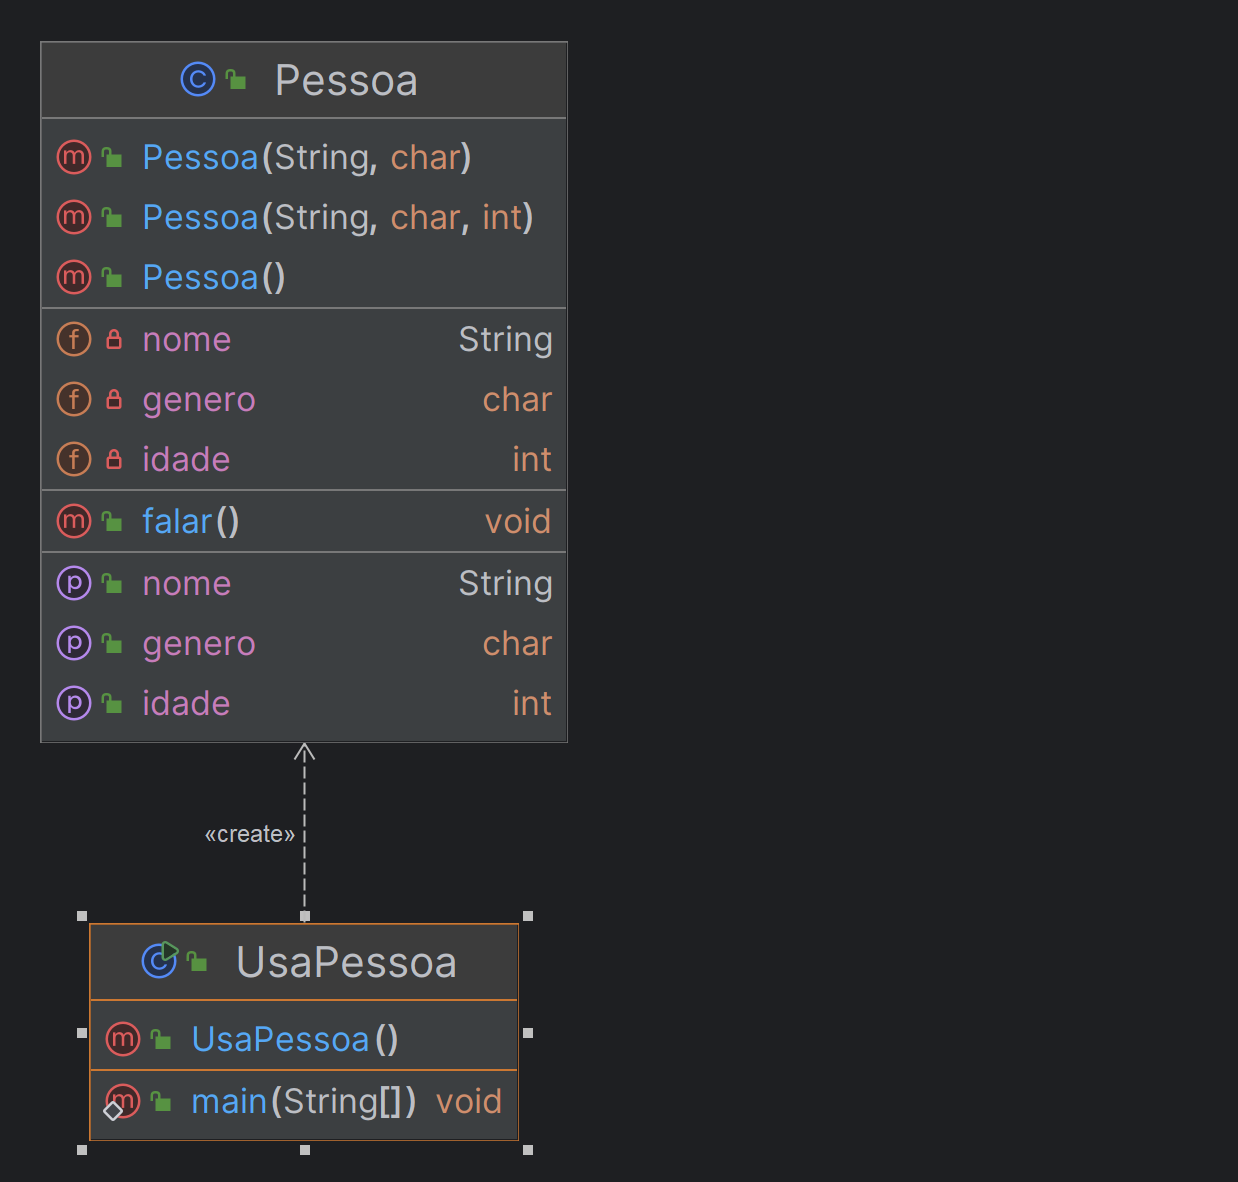 Pessoa
Pessoa(String, char)
Pessoa(String, char, int)
Pessoa()
nome String
genero char
idade int
falar() void
nome String
genero char
idade int
«create»
UsaPessoa
UsaPessoa()
main(String[]) void